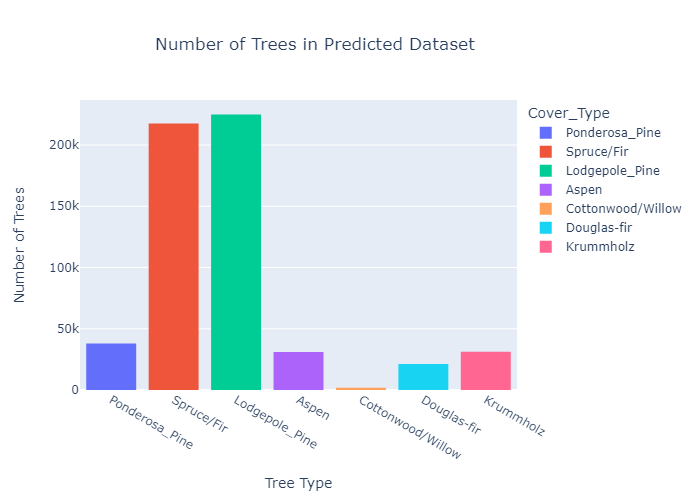 Number of Trees in Predicted Dataset
Number of Trees
200k
150k
100k
50k
0
Ponderosa_Pine
Spruce/Fir
Lodgepole_Pine
Aspen
Cottonwood/Willow
Douglas-fir
Krummholz
Tree Type
Cover_Type
Ponderosa_Pine
Spruce/Fir
Lodgepole_Pine
Aspen
Cottonwood/Willow
Douglas-fir
Krummholz